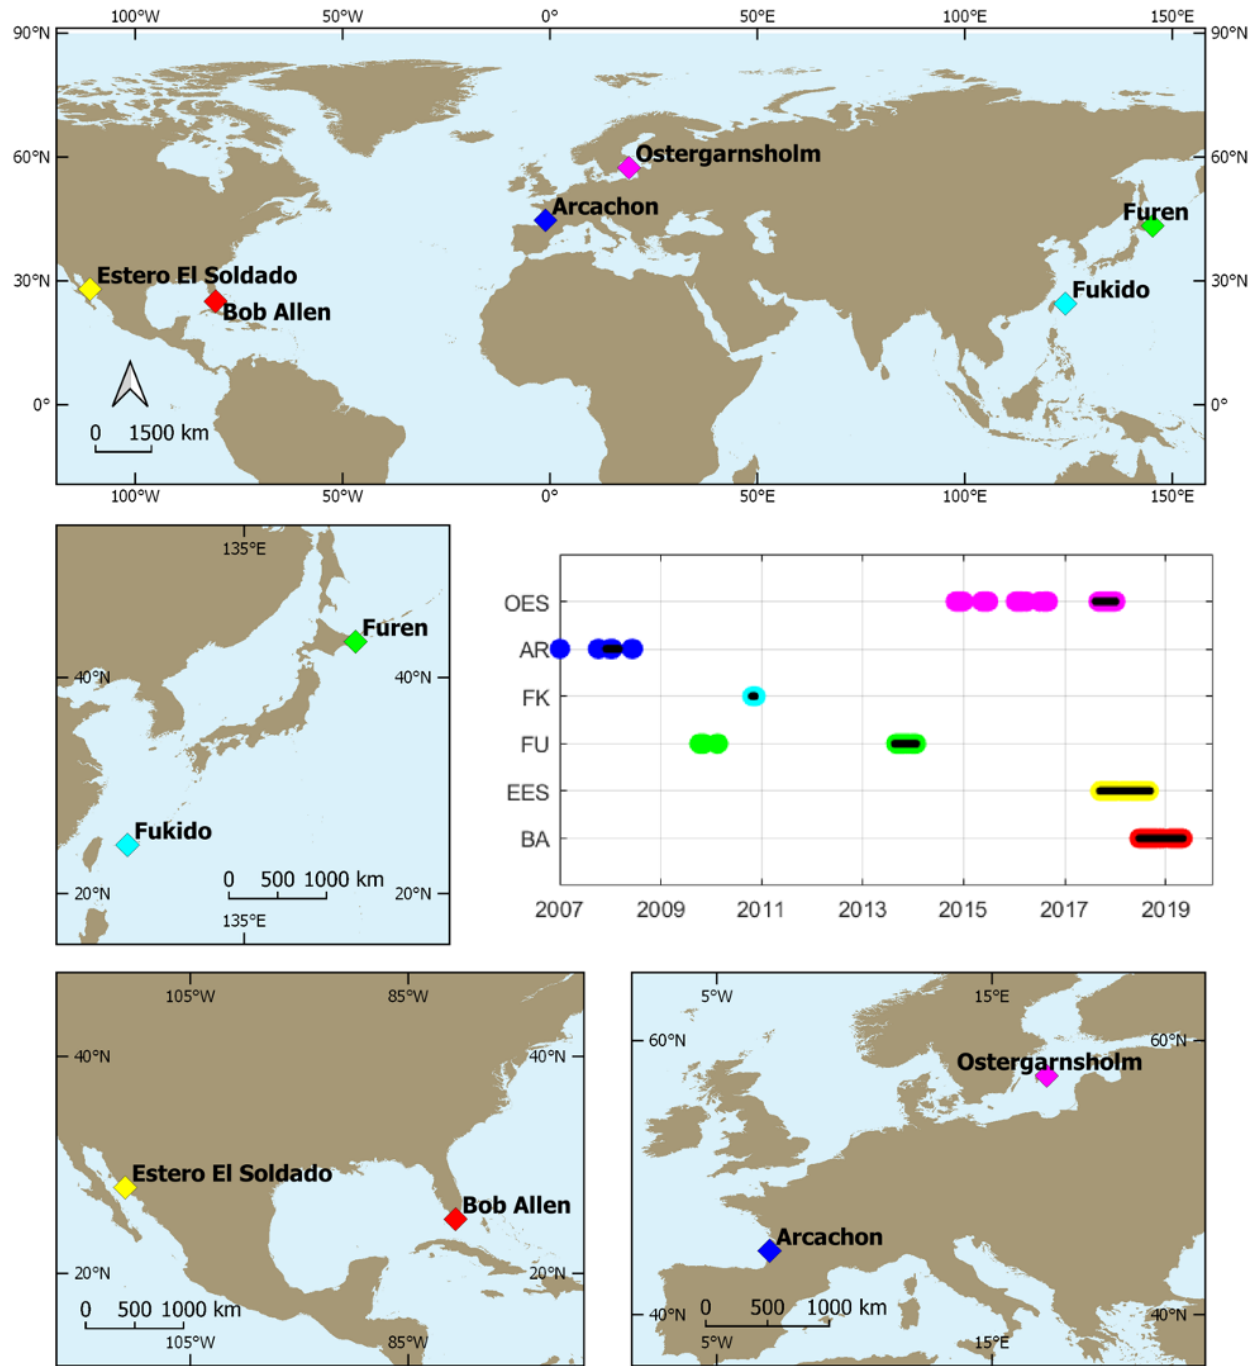 100°W 50°W 0° 50°E 100°E 150°E
90°N 90°N
60°N Ostergarnsholm 60°N
Arcachon
Furen
30°N Estero El Soldado 30°N
Fukido
Bob Allen
0° 0°
0 1500 km
100°W 50°W 0° 50°E 100°E 150°E
135°E
Furen
40°N 40°N
Fukido
0 500 1000 km
20°N 20°N
135°E
OES
AR
FK
FU
EES
BA
2007 2009 2011 2013 2015 2017 2019
105°W 85°W
40°N 40°N
Estero El Soldado
Bob Allen
20°N
0 500 1000 km
105°W 85°W
5°W 15°E
60°N 60°N
Ostergarnsholm
Arcachon
0 500 1000 km
40°N 40°N
5°W 15°E